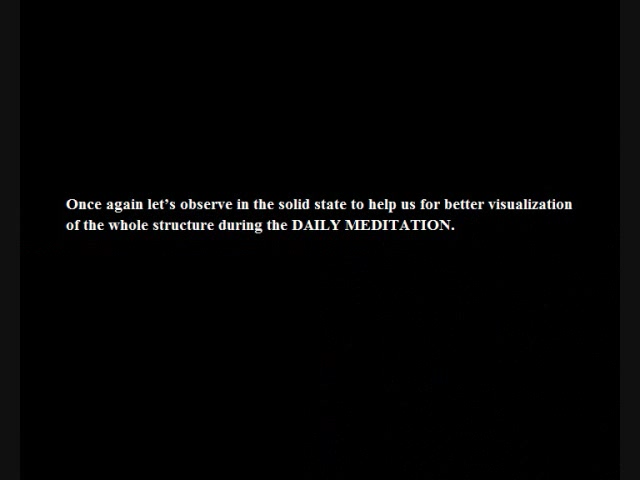 Once again let’s observe in the solid state to help us for better visualization
of the whole structure during the DAILY MEDITATION.